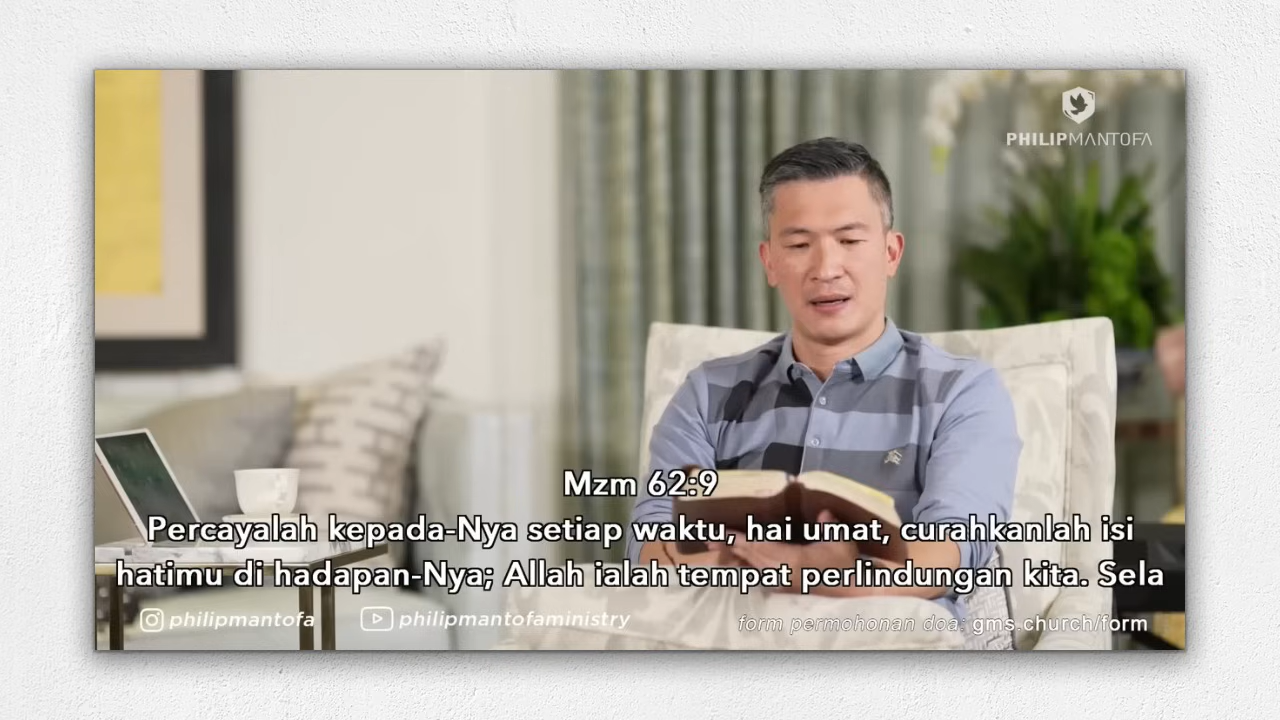 PHILIPMANTOFA
Mzm 62:9
Percayalah kepada-Nya setiap waktu, hai umat, curahkanlah isi
hatimu di hadapan-Nya; Allah ialah tempat perlindungan kita. Sela
philipmantofa
philipmantofaministry
form permohonan doa: gms.church/form